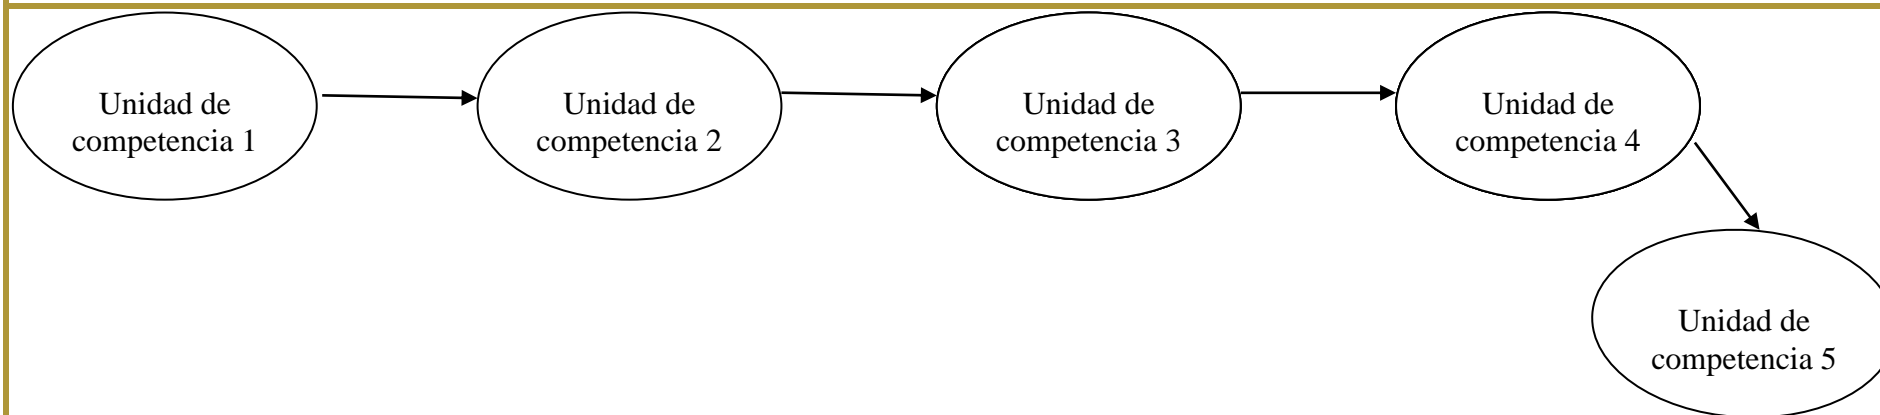 Unidad de
competencia 1
Unidad de
competencia 2
Unidad de
competencia 3
Unidad de
competencia 4
Unidad de
competencia 5